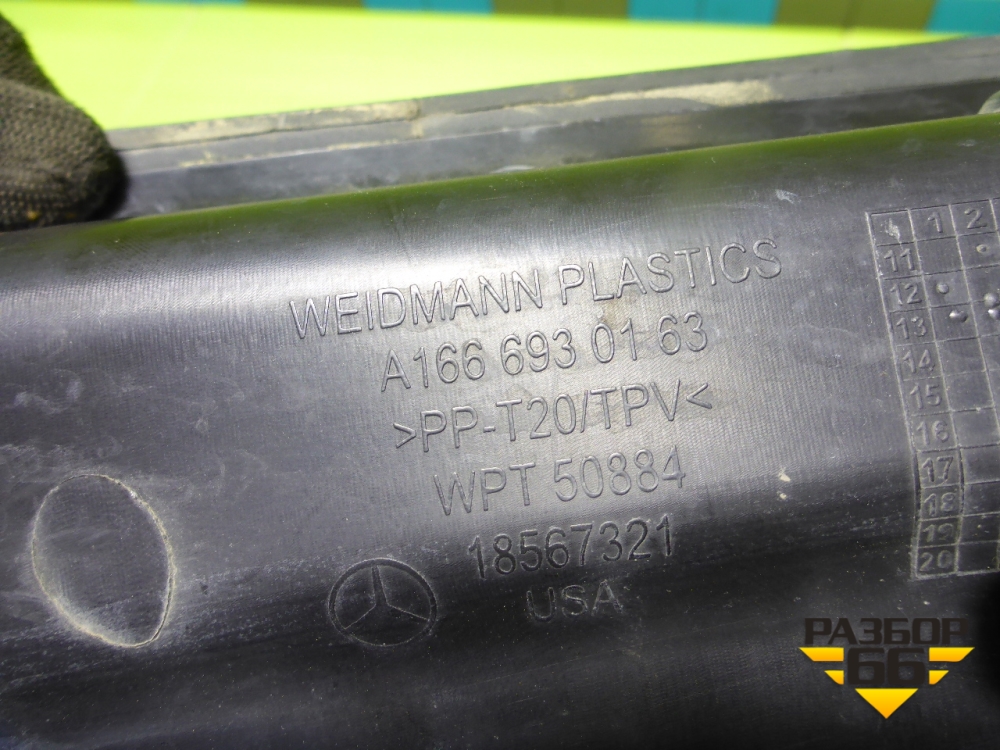 WEIDMANN PLASTICS
A166 693 01 63
>PP-T20/TPV<
WPT 50884
18567321
USA
1 2
11
12
13
14
15
16
17
18
19
20
РАЗБОР
66